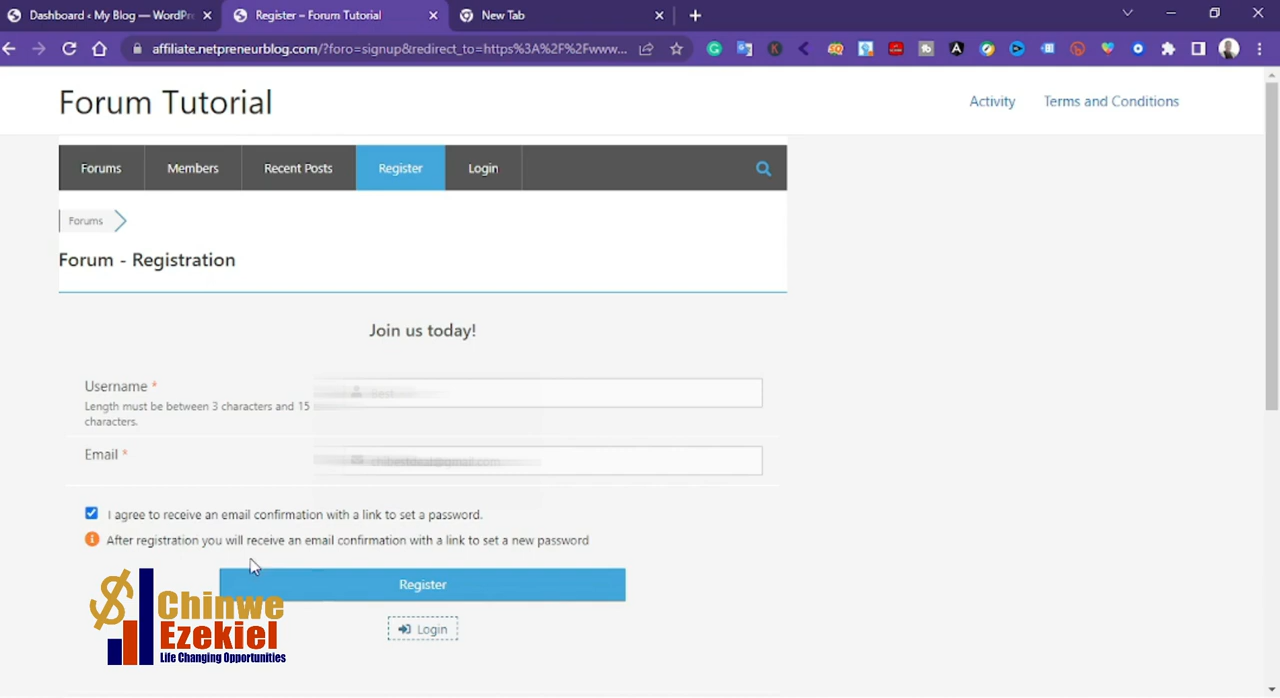 Dashboard ‹ My Blog — WordPr
Register – Forum Tutorial
New Tab
affiliate.netpreneurblog.com/?foro=signup&redirect_to=https%3A%2F%2Fwww...
Forum Tutorial
Activity
Terms and Conditions
Forums
Members
Recent Posts
Register
Login
Forums
Forum - Registration
Join us today!
Username *
Length must be between 3 characters and 15
characters.
Email *
I agree to receive an email confirmation with a link to set a password.
After registration you will receive an email confirmation with a link to set a new password
Register
Login
Chinwe
Ezekiel
Life Changing Opportunities